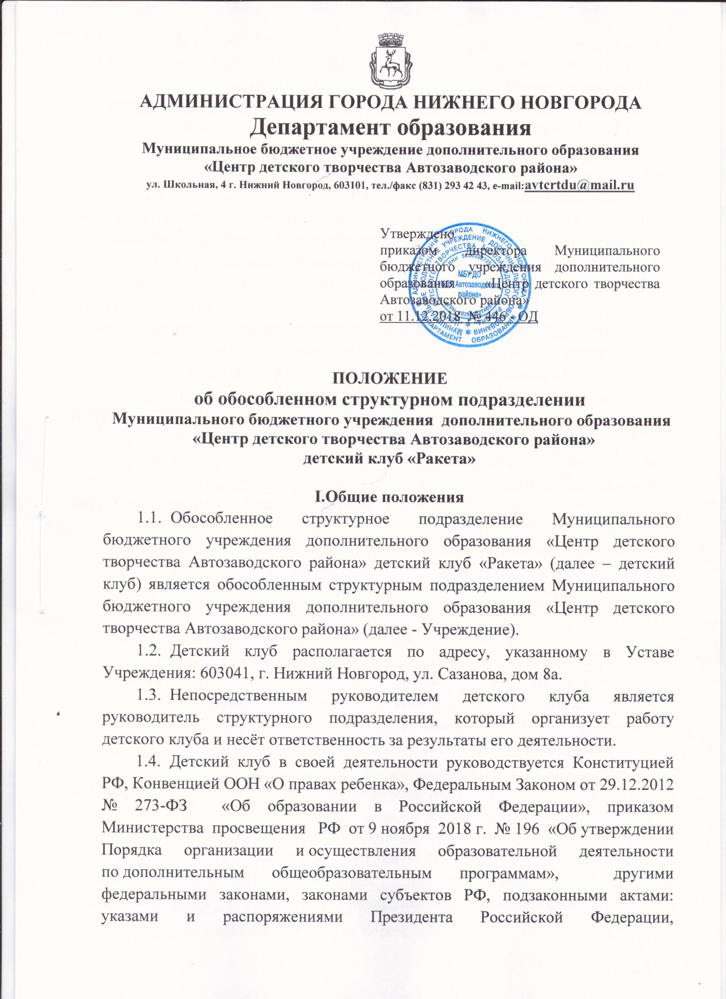 АДМИНИСТРАЦИЯ ГОРОДА НИЖНЕГО НОВГОРОДА
Департамент образования
Муниципальное бюджетное учреждение дополнительного образования
«Центр детского творчества Автозаводского района»
ул. Школьная, 4 г. Нижний Новгород, 603101, тел./факс (831) 293 42 43, e-mail:avtcrtdu@mail.ru
Утверждено
приказом директора Муниципального
бюджетного учреждения дополнительного
образования «Центр детского творчества
Автозаводского района»
от 11.12.2018 № 446 - ОД
АДМИНИСТРАЦИЯ ГОРОДА НИЖНЕГО НОВГОРОДА
ДЕПАРТАМЕНТ ОБРАЗОВАНИЯ
МУНИЦИПАЛЬНОЕ БЮДЖЕТНОЕ УЧРЕЖДЕНИЕ ДОПОЛНИТЕЛЬНОГО ОБРАЗОВАНИЯ
ДЕТСКОГО ТВОРЧЕСТВА АВТОЗАВОДСКОГО РАЙОНА
ИНН
МБУ ДО
Автозаводского
района»
ОГРН
ПОЛОЖЕНИЕ
об обособленном структурном подразделении
Муниципального бюджетного учреждения дополнительного образования
«Центр детского творчества Автозаводского района»
детский клуб «Ракета»
I.Общие положения
1.1. Обособленное структурное подразделение Муниципального
бюджетного учреждения дополнительного образования «Центр детского
творчества Автозаводского района» детский клуб «Ракета» (далее – детский
клуб) является обособленным структурным подразделением Муниципального
бюджетного учреждения дополнительного образования «Центр детского
творчества Автозаводского района» (далее - Учреждение).
1.2. Детский клуб располагается по адресу, указанному в Уставе
Учреждения: 603041, г. Нижний Новгород, ул. Сазанова, дом 8а.
1.3. Непосредственным руководителем детского клуба является
руководитель структурного подразделения, который организует работу
детского клуба и несёт ответственность за результаты его деятельности.
1.4. Детский клуб в своей деятельности руководствуется Конституцией
РФ, Конвенцией ООН «О правах ребенка», Федеральным Законом от 29.12.2012
№ 273-ФЗ «Об образовании в Российской Федерации», приказом
Министерства просвещения РФ от 9 ноября 2018 г. № 196 «Об утверждении
Порядка организации и осуществления образовательной деятельности
по дополнительным общеобразовательным программам», другими
федеральными законами, законами субъектов РФ, подзаконными актами:
указами и распоряжениями Президента Российской Федерации,